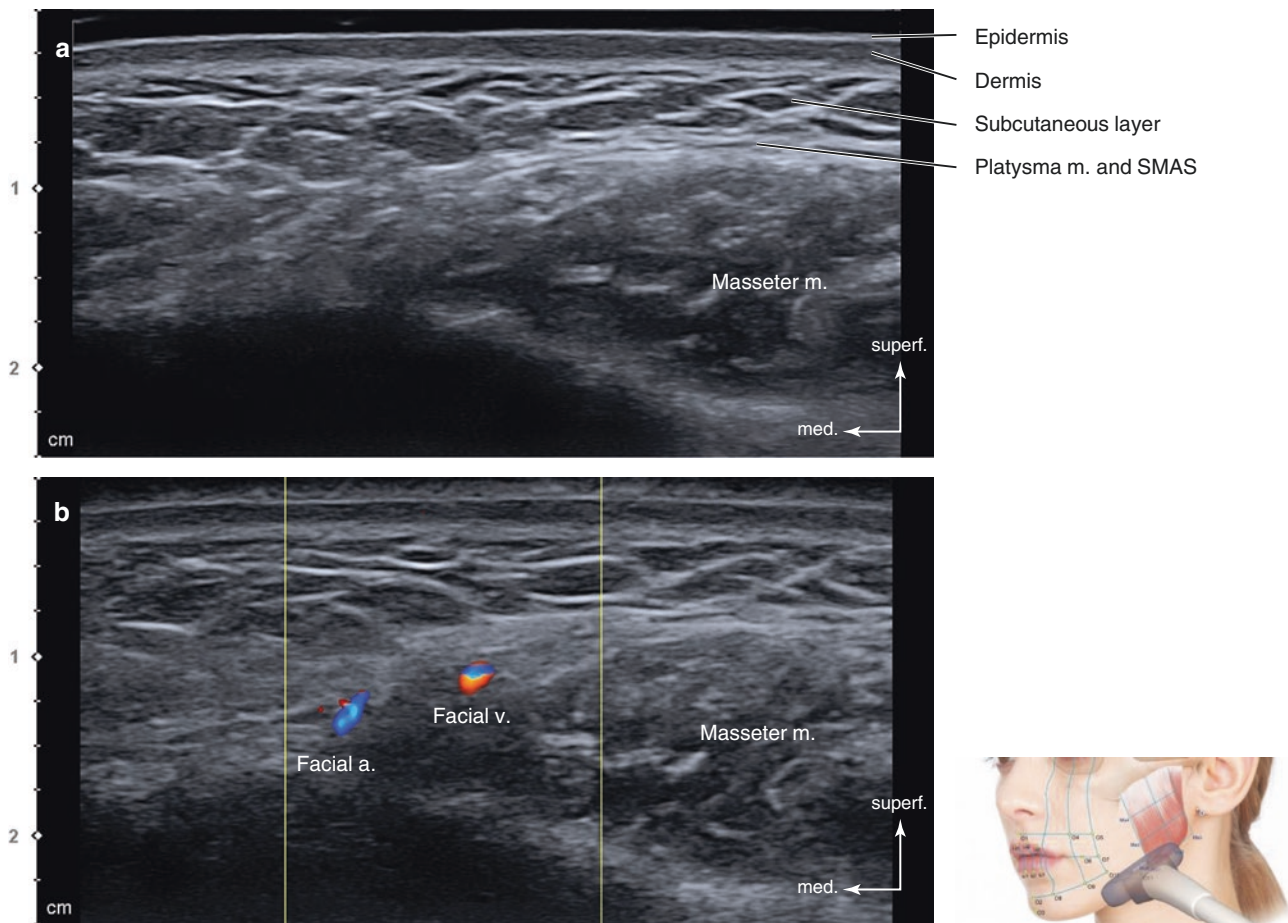 a
Epidermis
Dermis
Subcutaneous layer
Platysma m. and SMAS
1
Masseter m.
superf.
2
med.
cm
b
1
Facial v.
Masseter m.
Facial a.
superf.
2
med.
cm